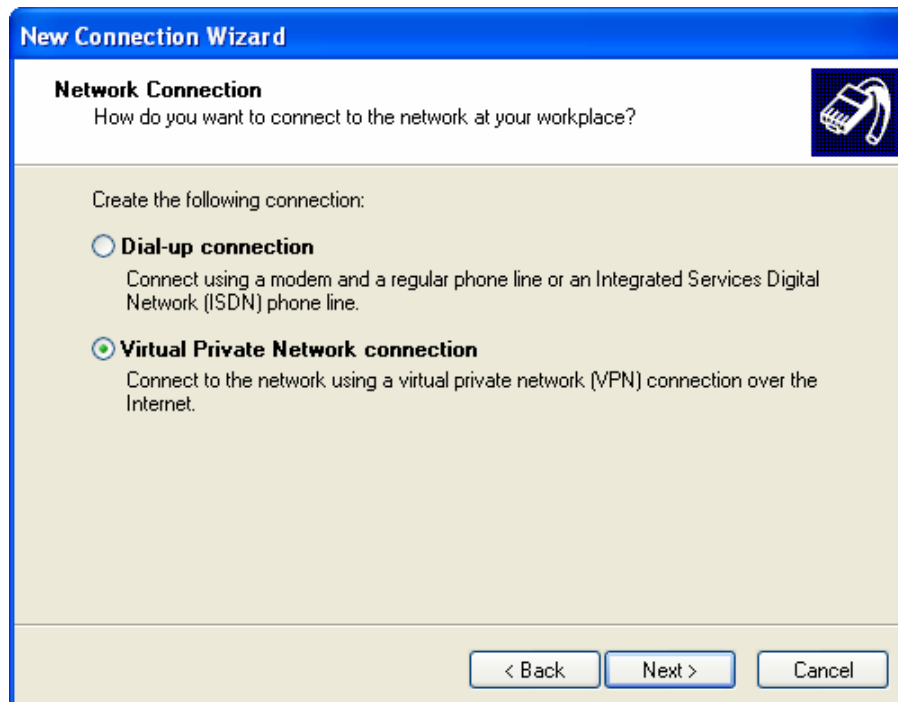 New Connection Wizard
Network Connection
How do you want to connect to the network at your workplace?
Create the following connection:
Dial-up connection
Connect using a modem and a regular phone line or an Integrated Services Digital
Network (ISDN) phone line.
Virtual Private Network connection
Connect to the network using a virtual private network (VPN) connection over the
Internet.
< Back Next > Cancel